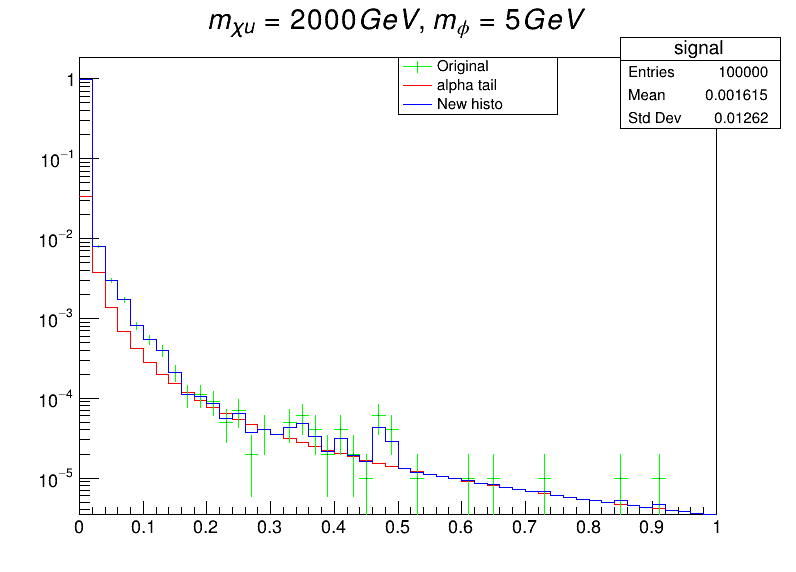 m_χu = 2000GeV, m_ϕ = 5GeV
signal
Entries 100000
Mean 0.001615
Std Dev 0.01262
Original
alpha tail
New histo
1
10^−1
10^−2
10^−3
10^−4
10^−5
0 0.1 0.2 0.3 0.4 0.5 0.6 0.7 0.8 0.9 1